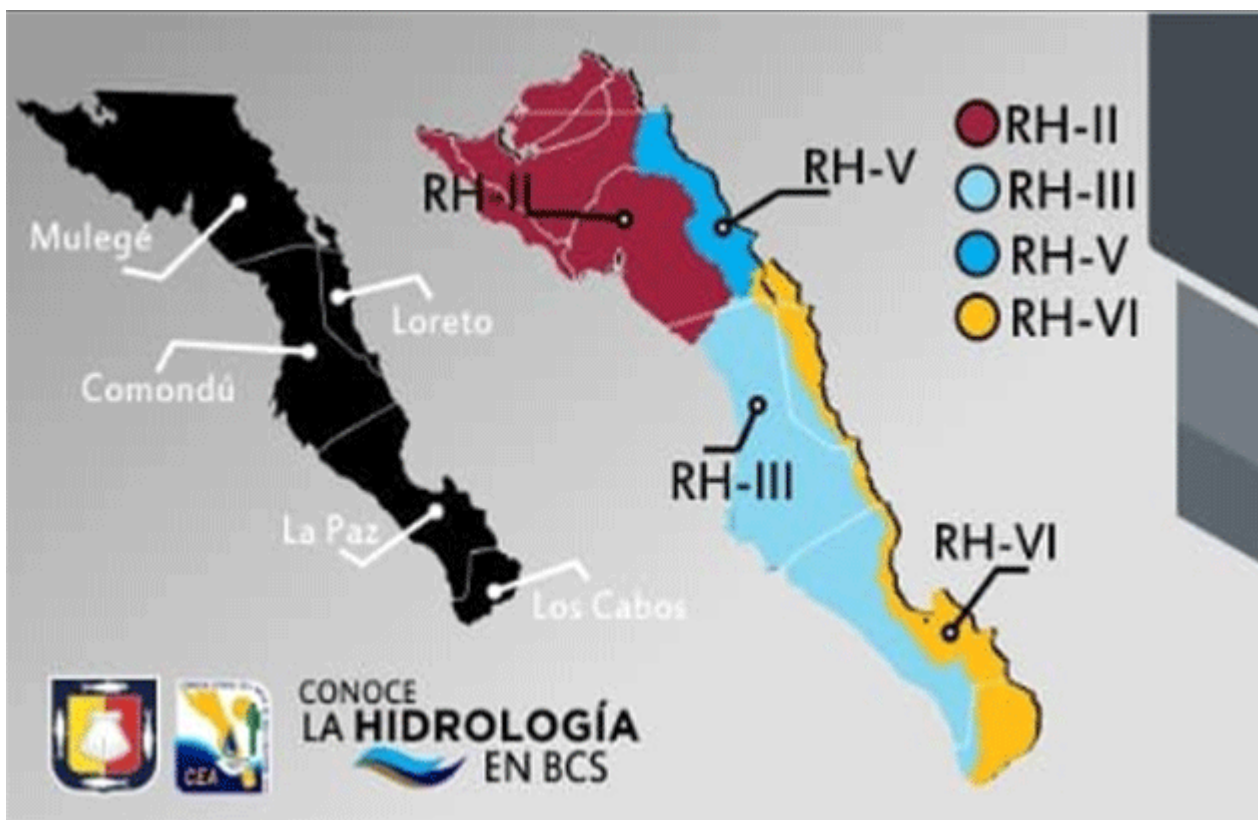 Mulegé
Loreto
Comondú
La Paz
Los Cabos
RH-II
RH-V
RH-III
RH-VI
RH-II
RH-III
RH-V
RH-VI
CEA
CONOCE
LA HIDROLOGÍA
EN BCS